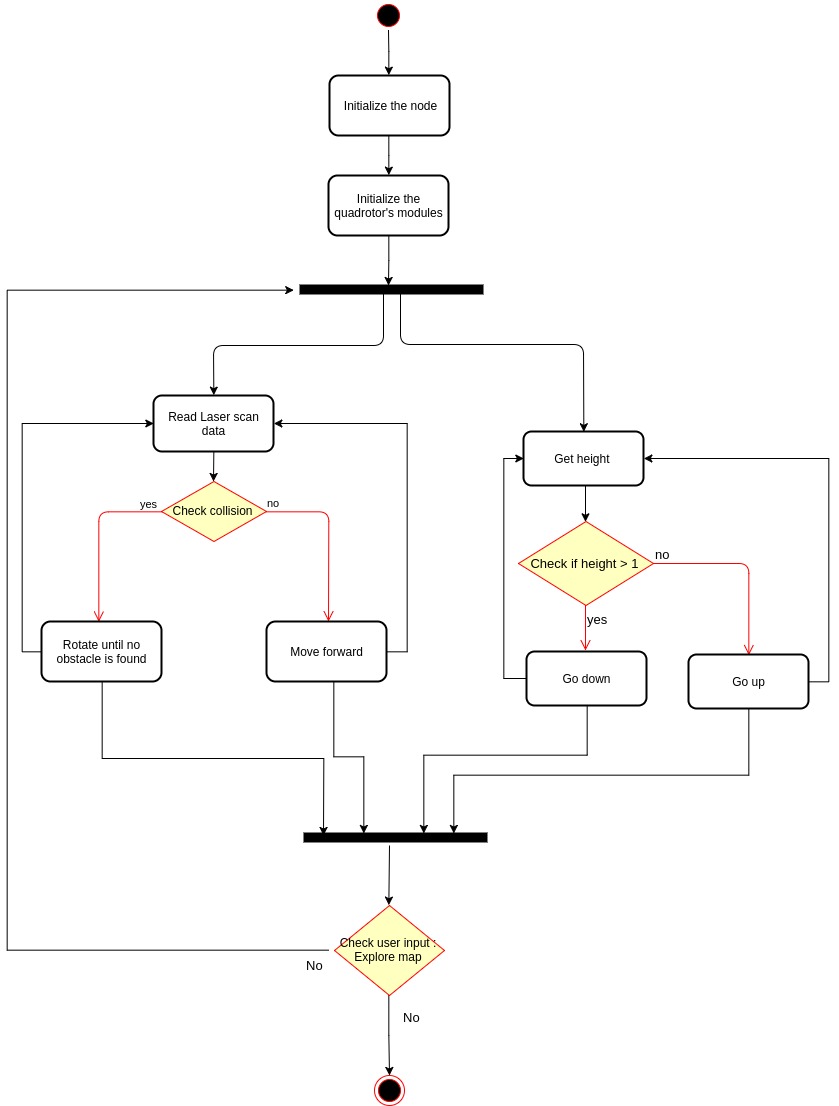 Initialize the node
Initialize the
quadrotor's modules
Read Laser scan
data
Get height
yes
Check collision
no
Check if height > 1
no
yes
Rotate until no
obstacle is found
Move forward
Go down
Go up
Check user input :
Explore map
No
No